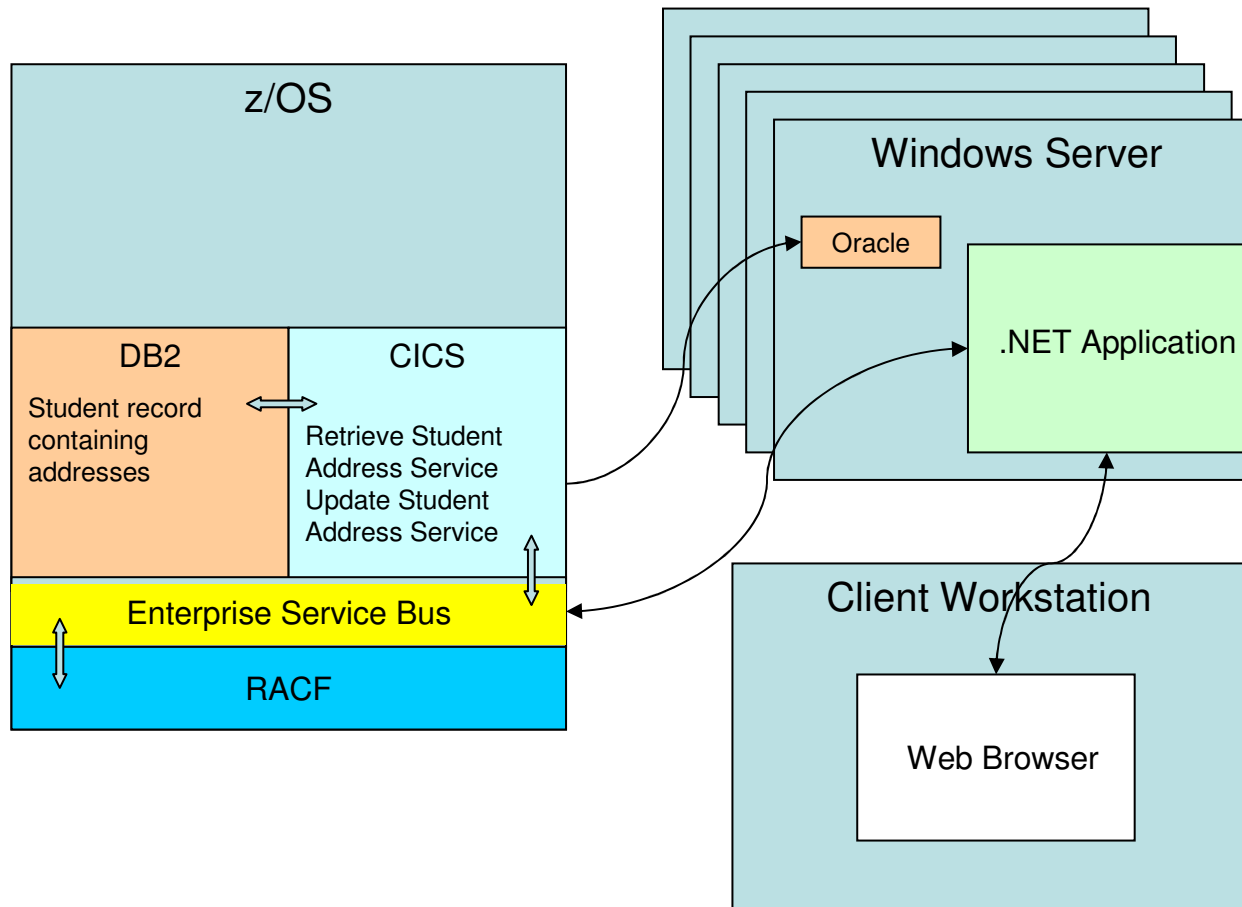 z/OS
DB2
Student record
containing
addresses
CICS
Retrieve Student
Address Service
Update Student
Address Service
Enterprise Service Bus
RACF
Windows Server
Oracle
.NET Application
Client Workstation
Web Browser